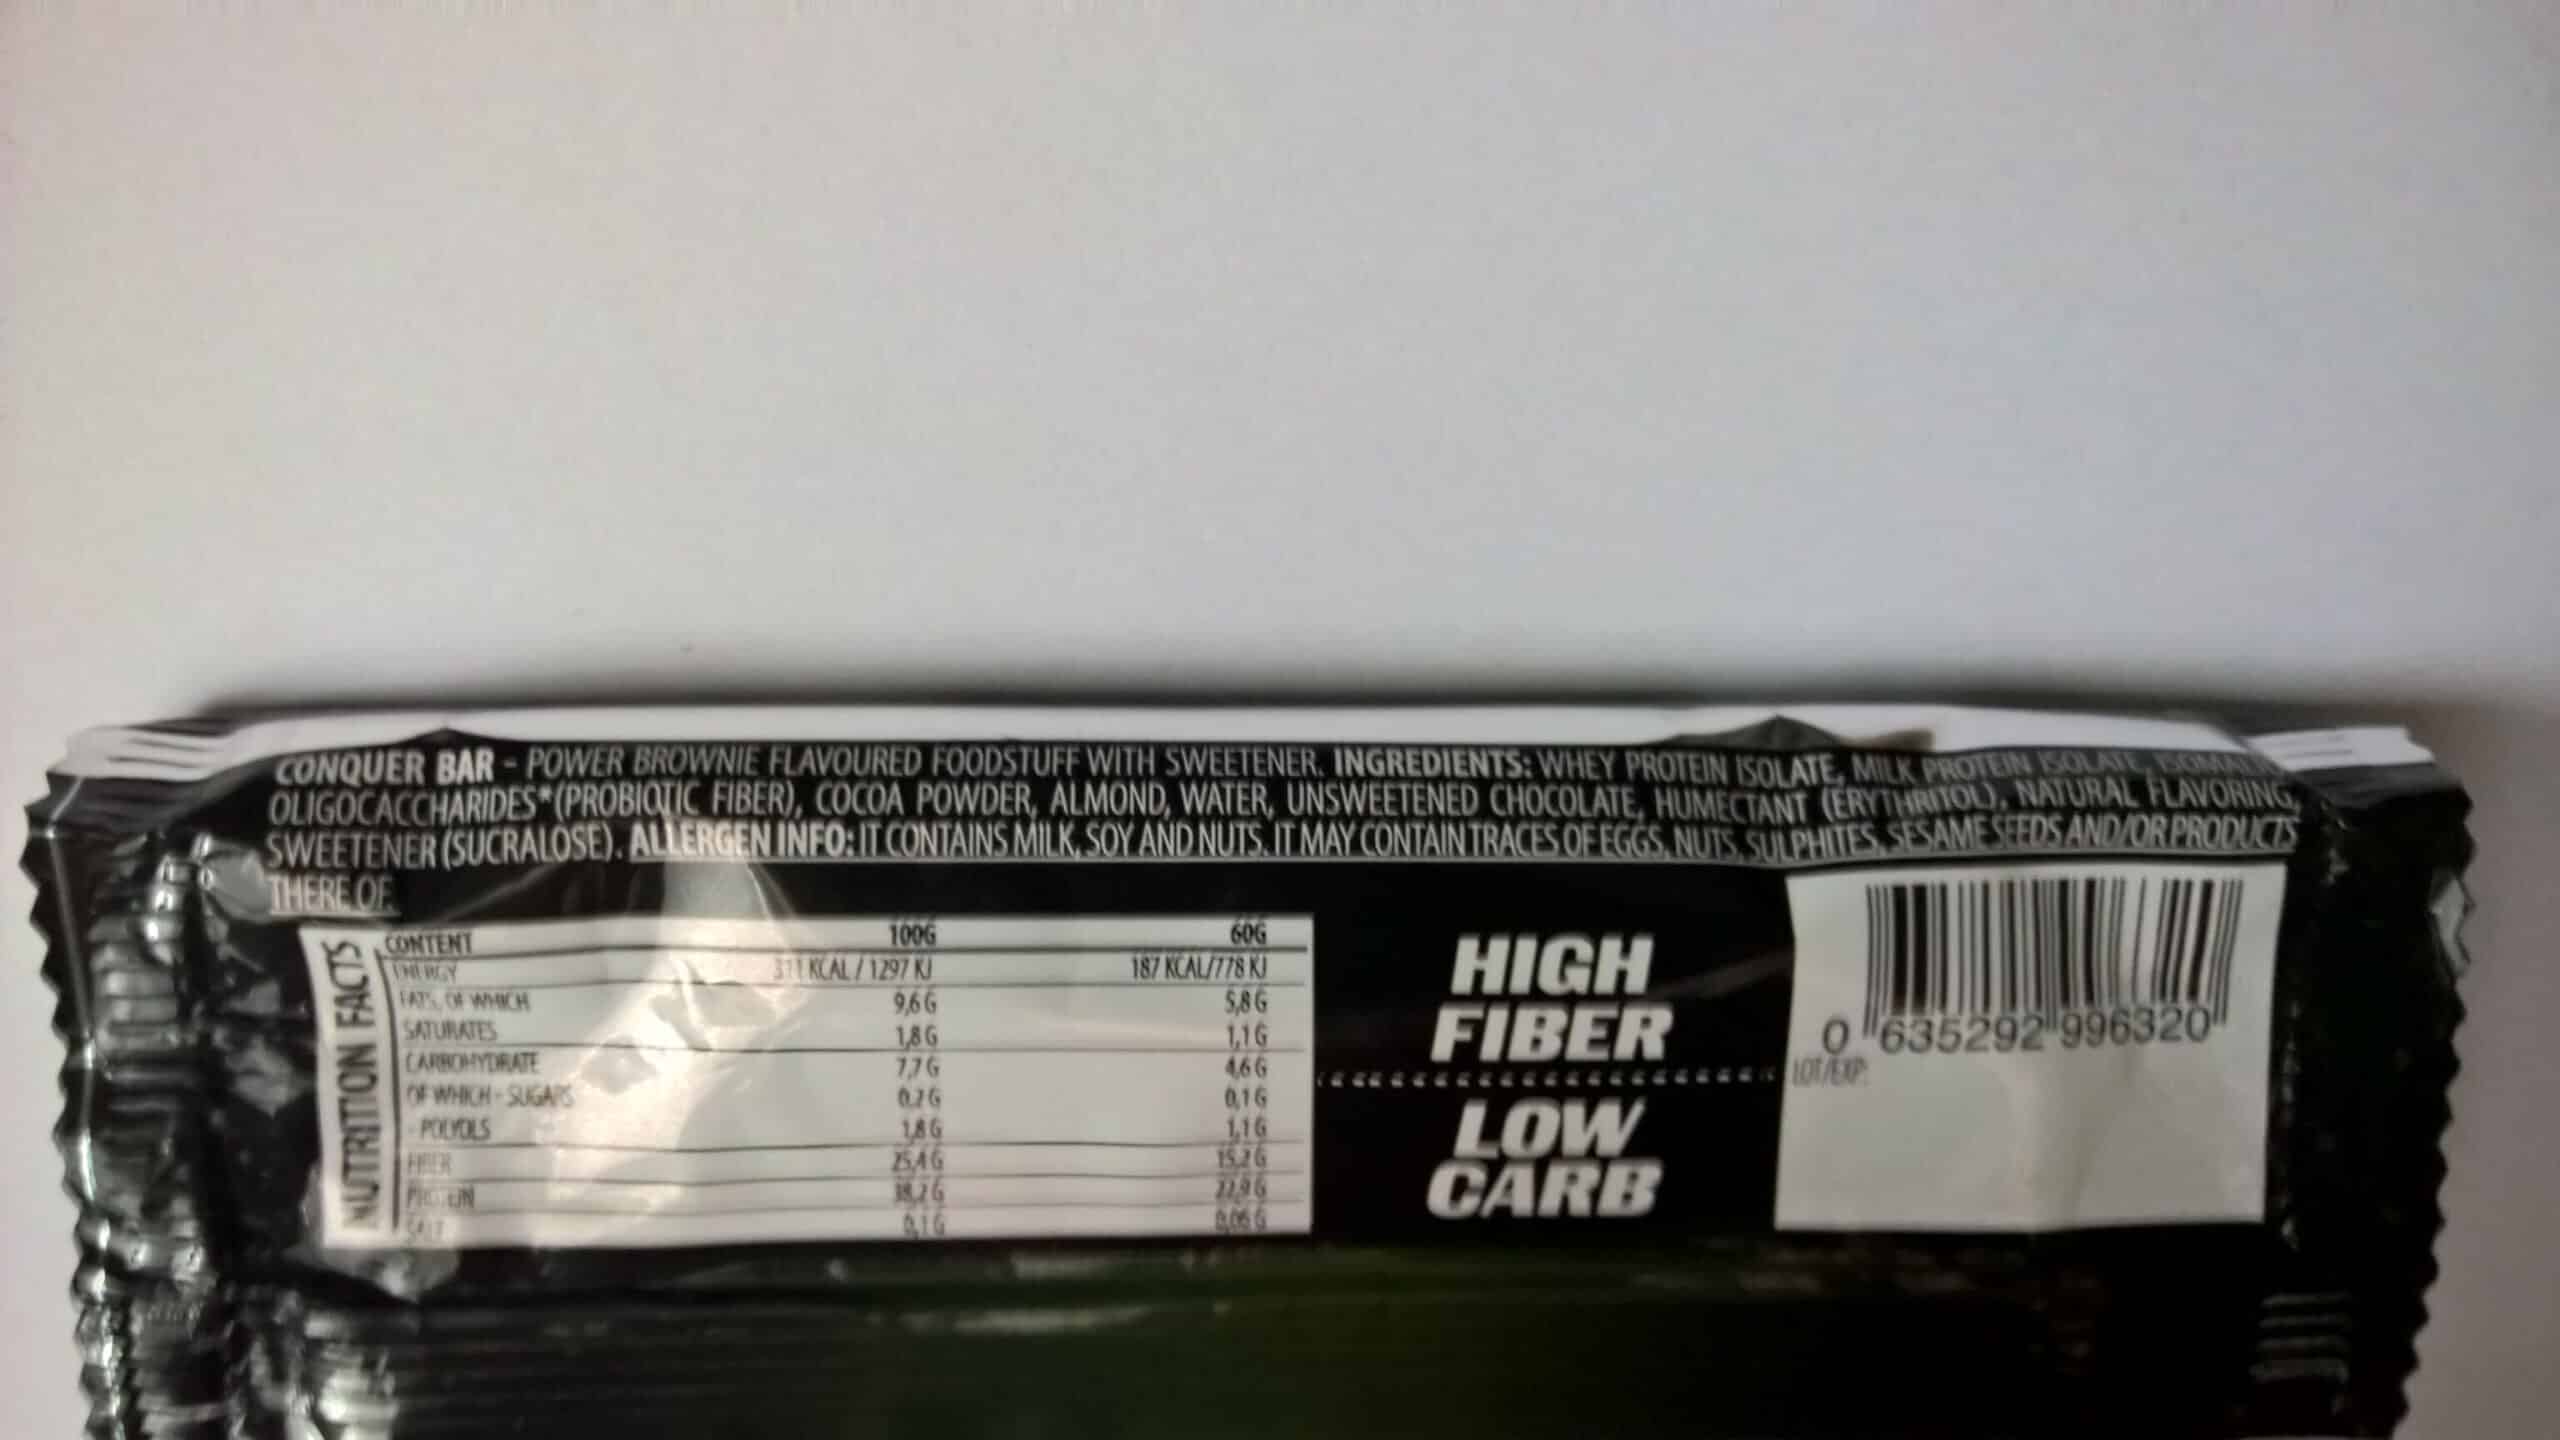 CONQUER BAR - POWER BROWNIE FLAVOURED FOODSTUFF WITH SWEETENER. INGREDIENTS: WHEY PROTEIN ISOLATE, MILK PROTEIN ISOLATE,
OLIGOCACCHARIDES*(PROBIOTIC FIBER), COCOA POWDER, ALMOND, WATER, UNSWEETENED CHOCOLATE, HUMECTANT (ERYTHRITOL), NATURAL FLAVORING,
SWEETENER (SUCRALOSE). ALLERGEN INFO: IT CONTAINS MILK, SOY AND NUTS. IT MAY CONTAIN TRACES OF EGGS, NUTS, SULPHITES, SESAME SEEDS AND/OR PRODUCTS
THERE OF.
NUTRITION FACTS
CONTENT 100G 60G
ENERGY 311 KCAL / 1297 KJ 187 KCAL/778 KJ
FATS, OF WHICH 9,6 G 5,8 G
SATURATES 1,8 G 1,1 G
CARBOHYDRATE 7,7 G 4,6 G
OF WHICH - SUGARS 0,2 G 0,1 G
- POLYOLS 1,8 G 1,1 G
FIBER 25,4 G 15,2 G
PROTEIN 38,2 G 22,9 G
SALT 0,1 G 0,06 G
HIGH
FIBER
LOW
CARB
0 635292 996320
LOT/EXP: